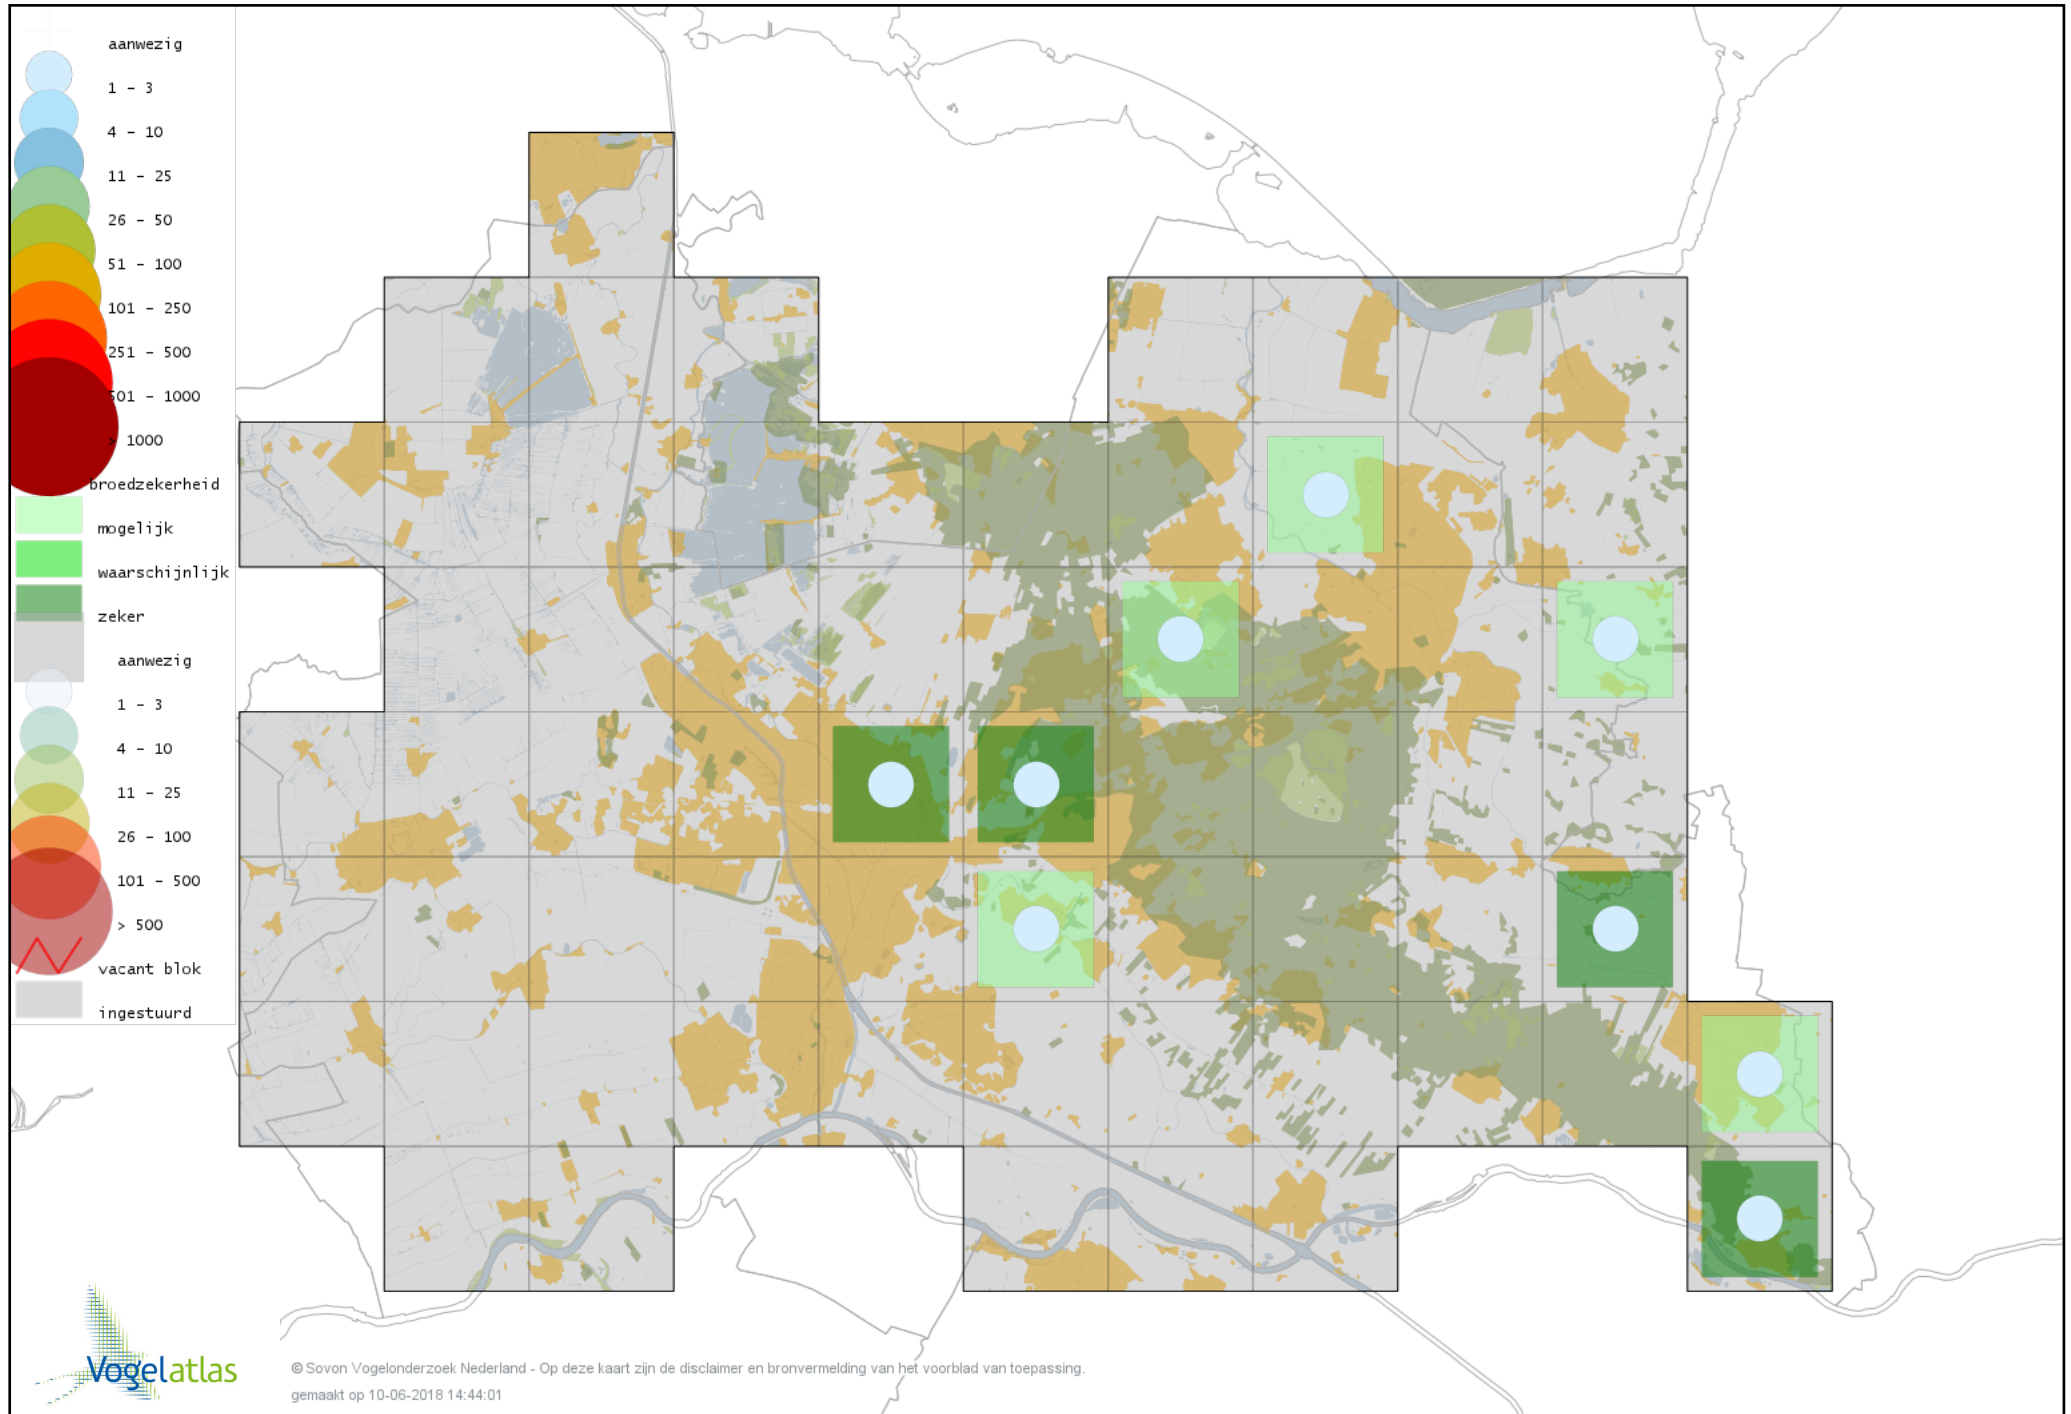 aanwezig
1 - 3
4 - 10
11 - 25
26 - 50
51 - 100
101 - 250
251 - 500
501 - 1000
> 1000
broedzekerheid
mogelijk
waarschijnlijk
zeker
aanwezig
1 - 3
4 - 10
11 - 25
26 - 100
101 - 500
> 500
vacant blok
ingestuurd
Vogelatlas
© Sovon Vogelonderzoek Nederland - Op deze kaart zijn de disclaimer en bronvermelding van het voorblad van toepassing.
gemaakt op 10-06-2018 14:44:01